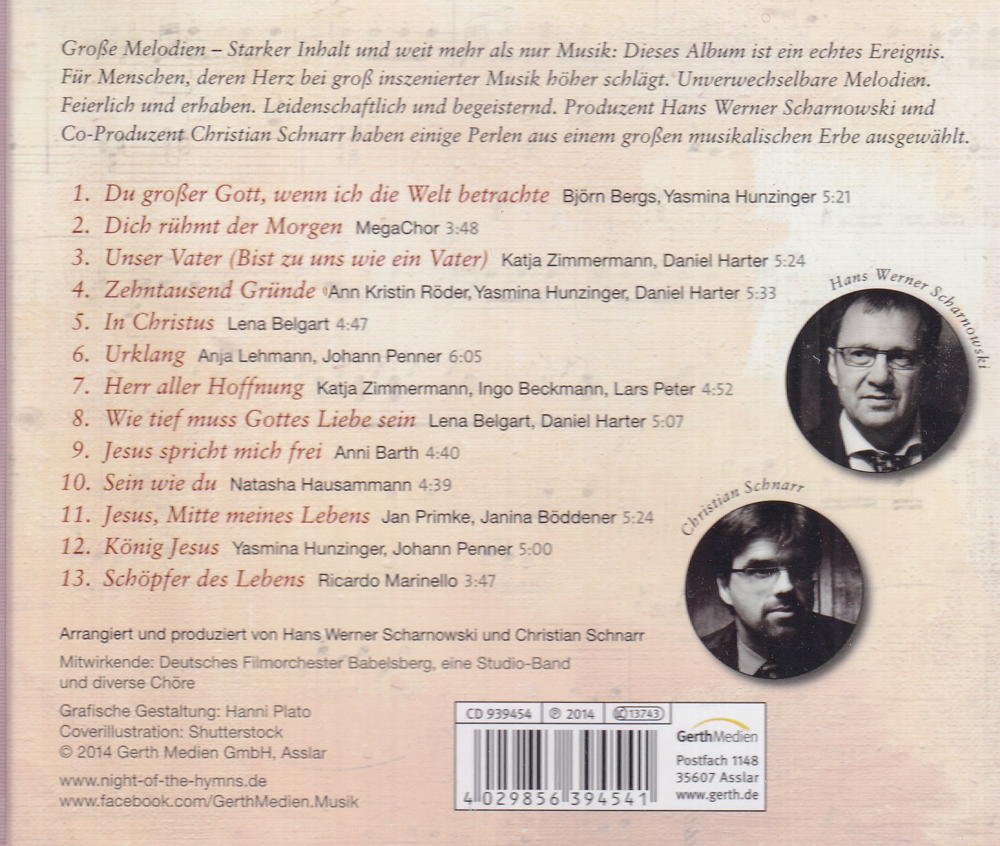 Große Melodien – Starker Inhalt und weit mehr als nur Musik: Dieses Album ist ein echtes Ereignis.
Für Menschen, deren Herz bei groß inszenierter Musik höher schlägt. Unverwechselbare Melodien.
Feierlich und erhaben. Leidenschaftlich und begeisternd. Produzent Hans Werner Scharnowski und
Co-Produzent Christian Schnarr haben einige Perlen aus einem großen musikalischen Erbe ausgewählt.
1. Du großer Gott, wenn ich die Welt betrachte Björn Bergs, Yasmina Hunzinger 5:21
2. Dich rühmt der Morgen MegaChor 3:48
3. Unser Vater (Bist zu uns wie ein Vater) Katja Zimmermann, Daniel Harter 5:24
4. Zehntausend Gründe Ann Kristin Röder, Yasmina Hunzinger, Daniel Harter 5:33
5. In Christus Lena Belgart 4:47
6. Urklang Anja Lehmann, Johann Penner 6:05
7. Herr aller Hoffnung Katja Zimmermann, Ingo Beckmann, Lars Peter 4:52
8. Wie tief muss Gottes Liebe sein Lena Belgart, Daniel Harter 5:07
9. Jesus spricht mich frei Anni Barth 4:40
10. Sein wie du Natasha Hausammann 4:39
11. Jesus, Mitte meines Lebens Jan Primke, Janina Böddener 5:24
12. König Jesus Yasmina Hunzinger, Johann Penner 5:00
13. Schöpfer des Lebens Ricardo Marinello 3:47
Hans Werner Scharnowski
Christian Schnarr
Arrangiert und produziert von Hans Werner Scharnowski und Christian Schnarr
Mitwirkende: Deutsches Filmorchester Babelsberg, eine Studio-Band
und diverse Chöre
Grafische Gestaltung: Hanni Plato
Coverillustration: Shutterstock
© 2014 Gerth Medien GmbH, Asslar
www.night-of-the-hymns.de
www.facebook.com/GerthMedien.Musik
CD 939454 ℗ 2014 LC 13743
4 029856 394541
GerthMedien
Postfach 1148
35607 Asslar
www.gerth.de